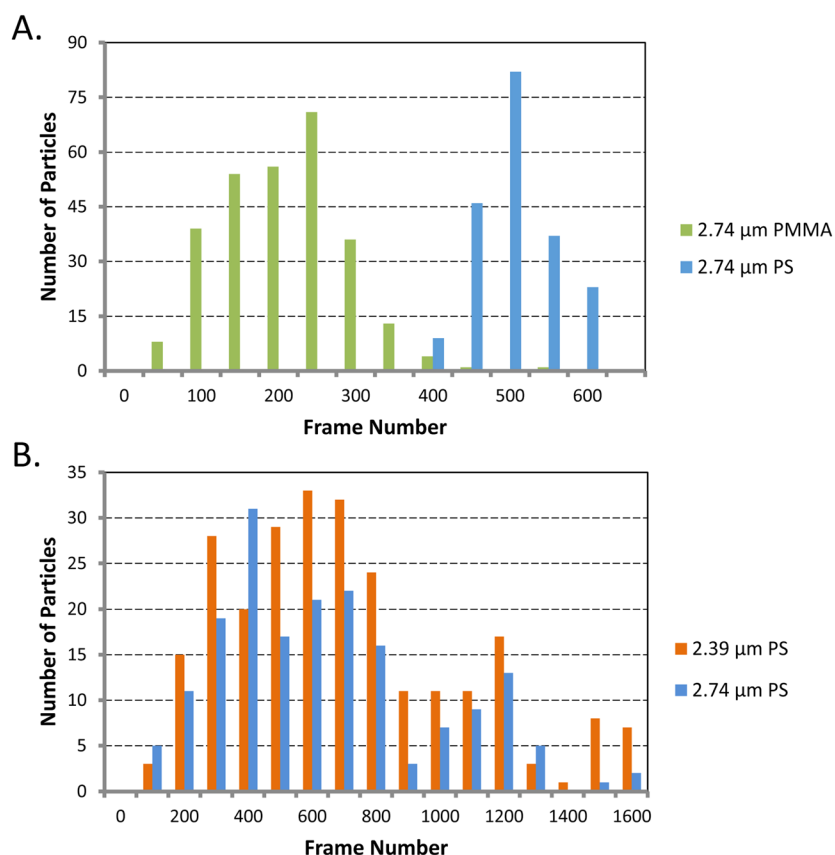 A.
90
75
60
45
30
15
0
Number of Particles
0 100 200 300 400 500 600
Frame Number
2.74 μm PMMA
2.74 μm PS
B.
35
30
25
20
15
10
5
0
Number of Particles
0 200 400 600 800 1000 1200 1400 1600
Frame Number
2.39 μm PS
2.74 μm PS